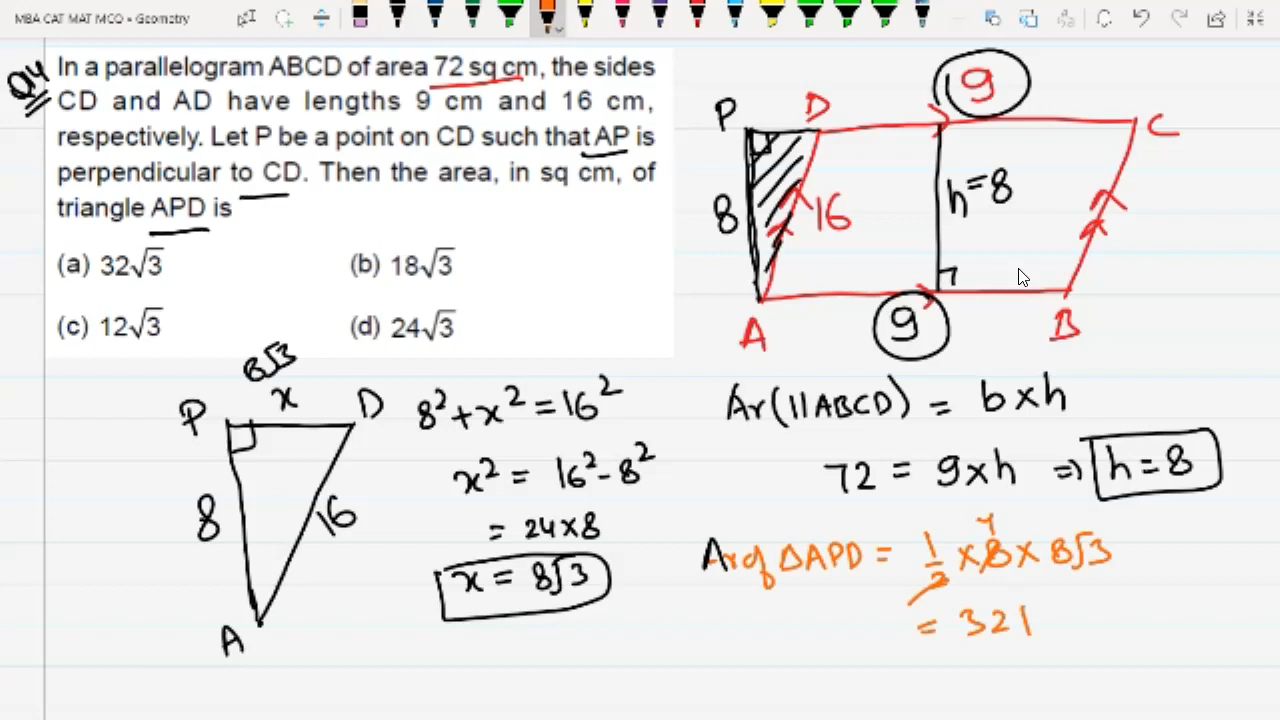 MBA CAT MAT MCQ » Geometry
Q4
In a parallelogram ABCD of area 72 sq cm, the sides
CD and AD have lengths 9 cm and 16 cm,
respectively. Let P be a point on CD such that AP is
perpendicular to CD. Then the area, in sq cm, of
triangle APD is
(a) 32√3
(b) 18√3
(c) 12√3
(d) 24√3
9
P D C
8 16 h=8
A 9 B
8√3
P x D
8 16
A
8²+x² = 16²
x² = 16²-8²
= 24×8
x = 8√3
Ar(||ABCD) = b×h
72 = 9×h ⇒ h=8
Ar of ΔAPD = 1/2 × 8 × 8√3
4
= 321